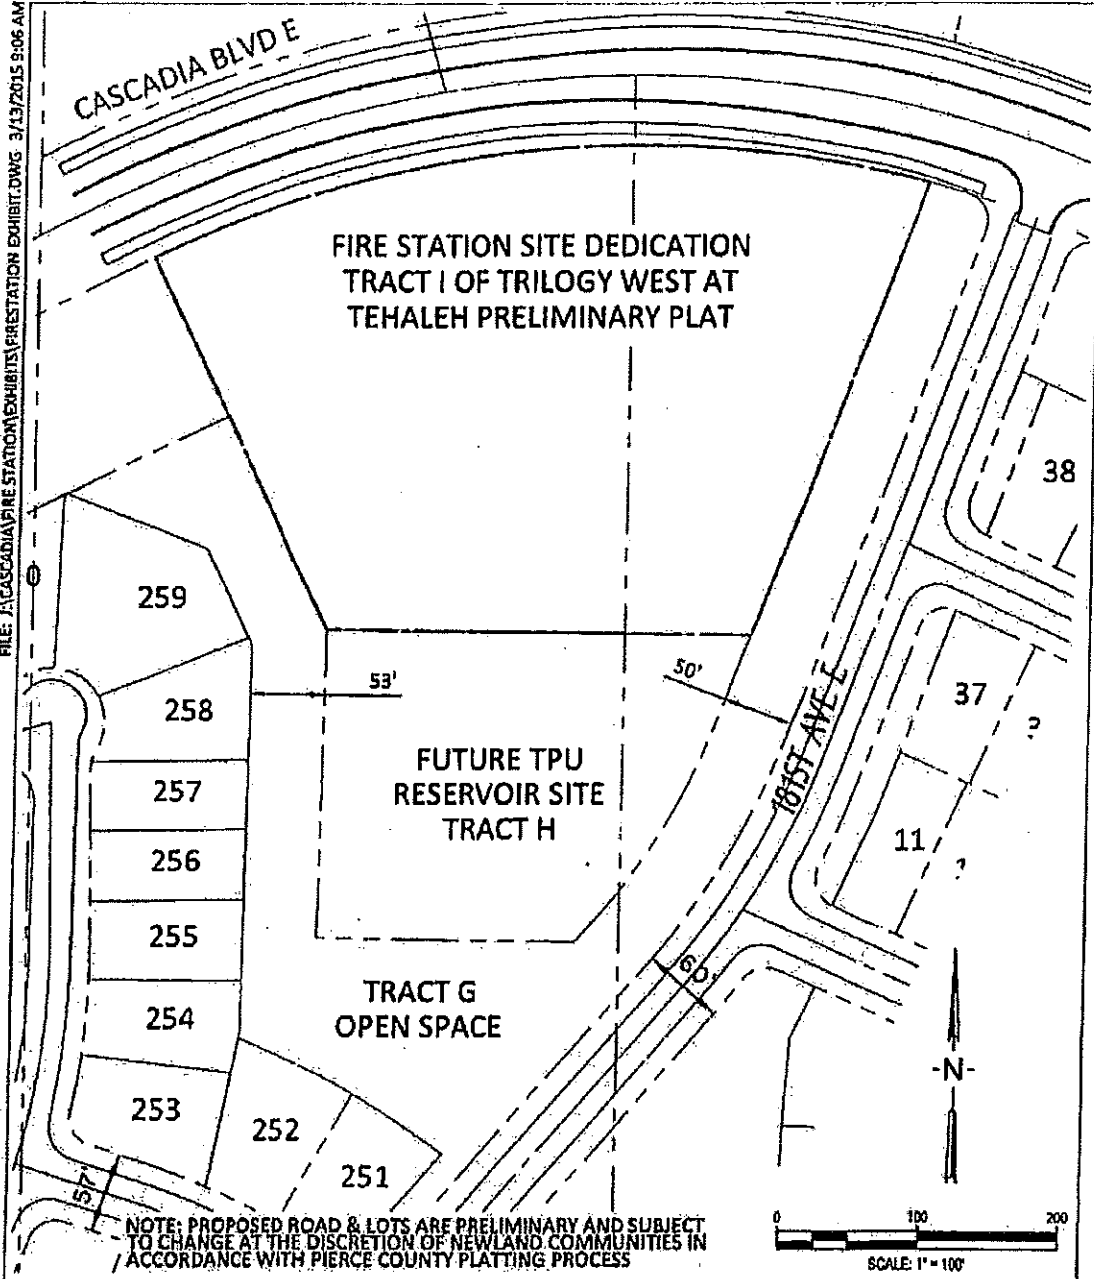 FILE: J:\CASCADIA\FIRE STATION\EXHIBITS\FIRESTATION EXHIBIT.DWG 3/13/2015 9:06 AM
CASCADIA BLVD E
FIRE STATION SITE DEDICATION
TRACT I OF TRILOGY WEST AT
TEHALEH PRELIMINARY PLAT
38
259
53'
50'
258
37
181ST AVE E
FUTURE TPU
RESERVOIR SITE
TRACT H
257
256
11
255
60'
TRACT G
OPEN SPACE
254
-N-
253
252
251
57'
NOTE: PROPOSED ROAD & LOTS ARE PRELIMINARY AND SUBJECT
TO CHANGE AT THE DISCRETION OF NEWLAND COMMUNITIES IN
ACCORDANCE WITH PIERCE COUNTY PLATTING PROCESS
0 100 200
SCALE: 1" = 100'